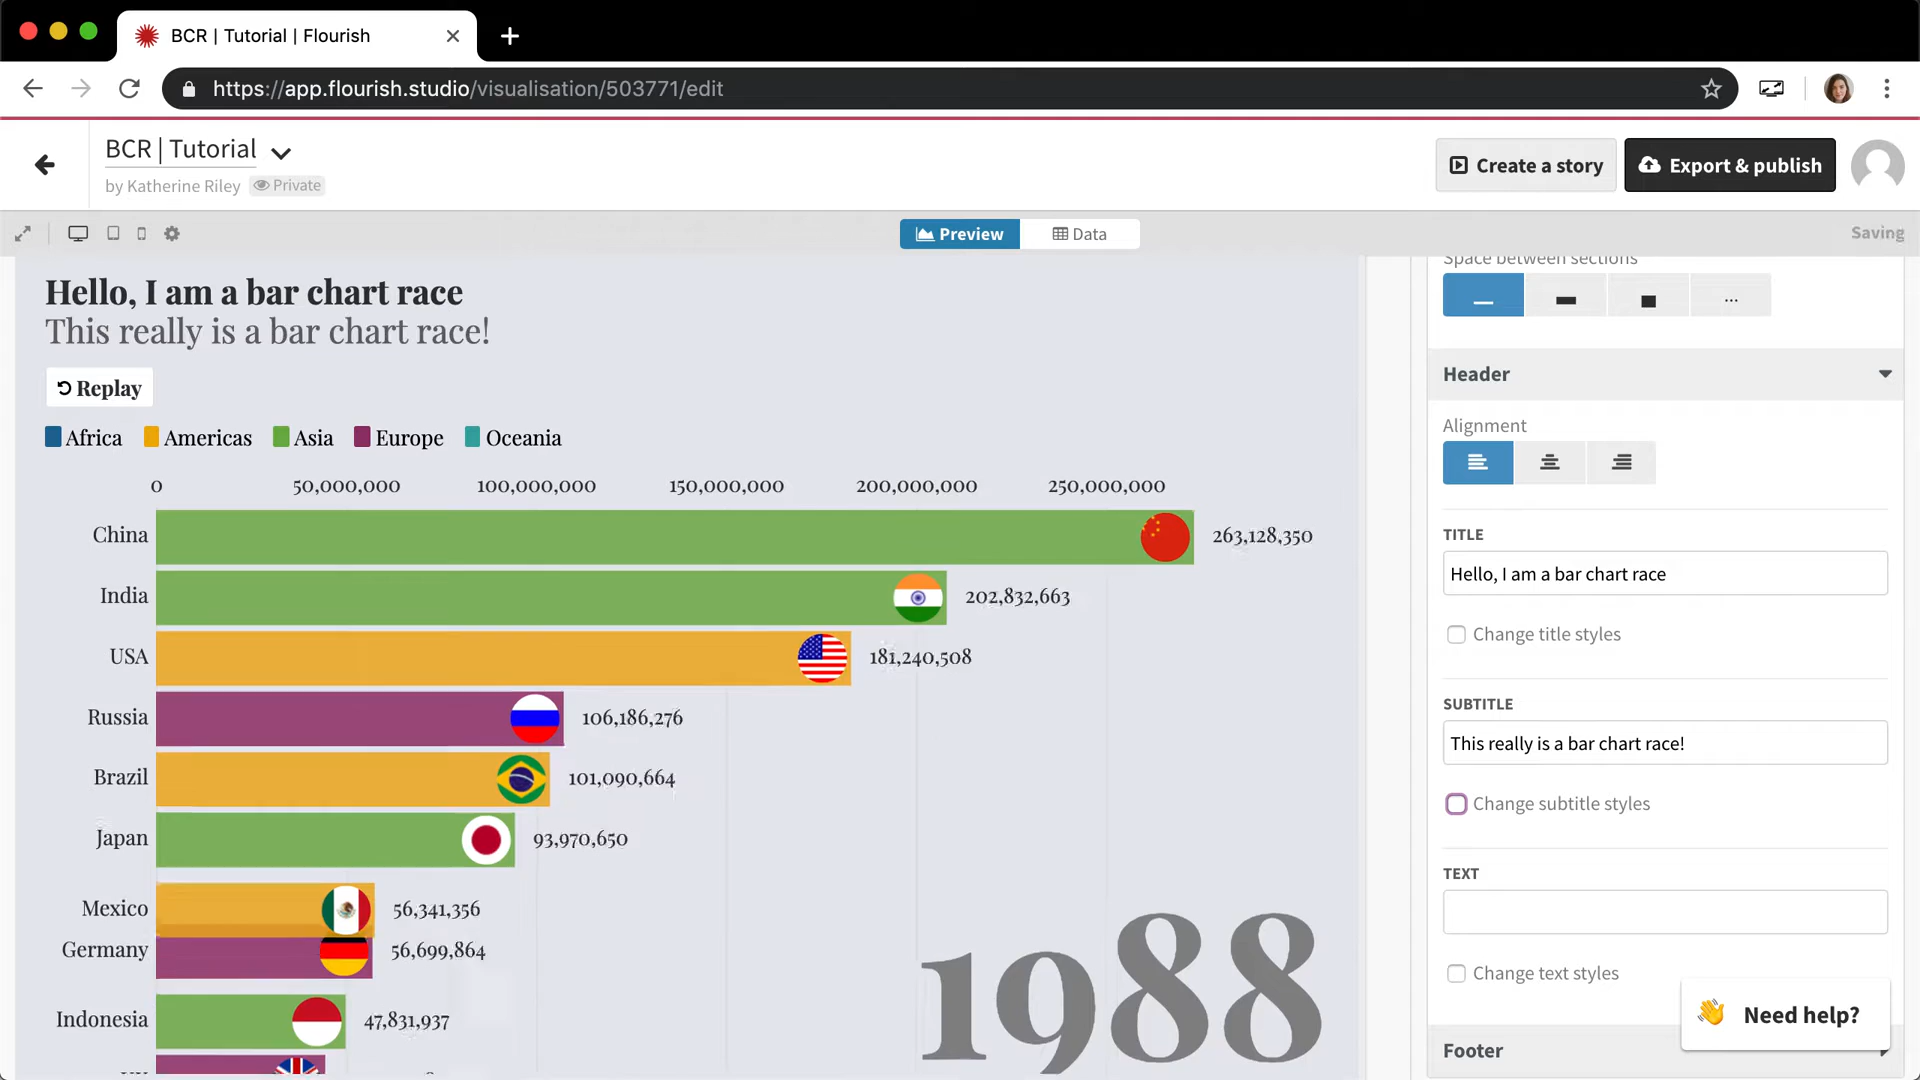 BCR | Tutorial | Flourish
https://app.flourish.studio/visualisation/503771/edit
BCR | Tutorial
by Katherine Riley Private
Create a story
Export & publish
Preview
Data
Saving
Hello, I am a bar chart race
This really is a bar chart race!
Replay
Africa Americas Asia Europe Oceania
0 50,000,000 100,000,000 150,000,000 200,000,000 250,000,000
China 263,128,350
India 202,832,663
USA 181,240,508
Russia 106,186,276
Brazil 101,090,664
Japan 93,970,650
Mexico 56,341,356
Germany 56,699,864
Indonesia 47,831,937
1988
Space between sections
...
Header
Alignment
TITLE
Hello, I am a bar chart race
Change title styles
SUBTITLE
This really is a bar chart race!
Change subtitle styles
TEXT
Change text styles
Need help?
Footer